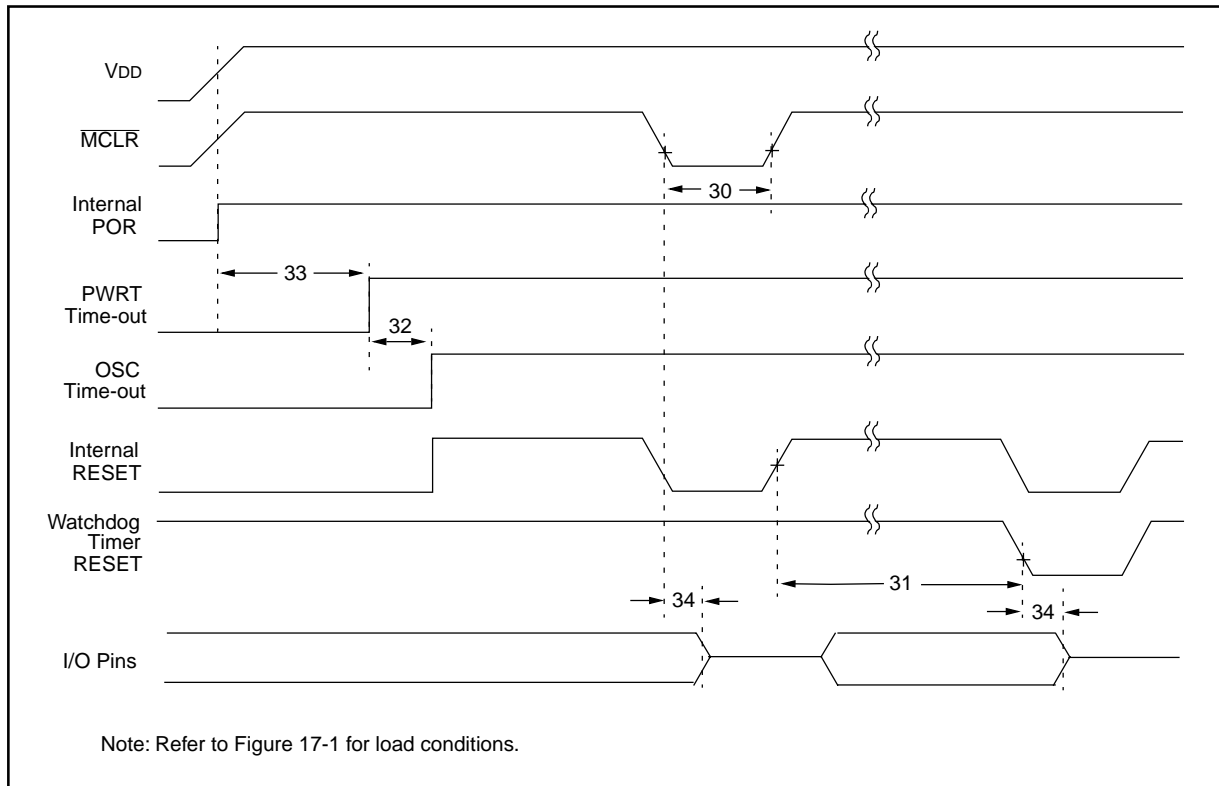 VDD
MCLR
30
Internal
POR
33
PWRT
Time-out
32
OSC
Time-out
Internal
RESET
Watchdog
Timer
RESET
31
34
34
I/O Pins
Note: Refer to Figure 17-1 for load conditions.